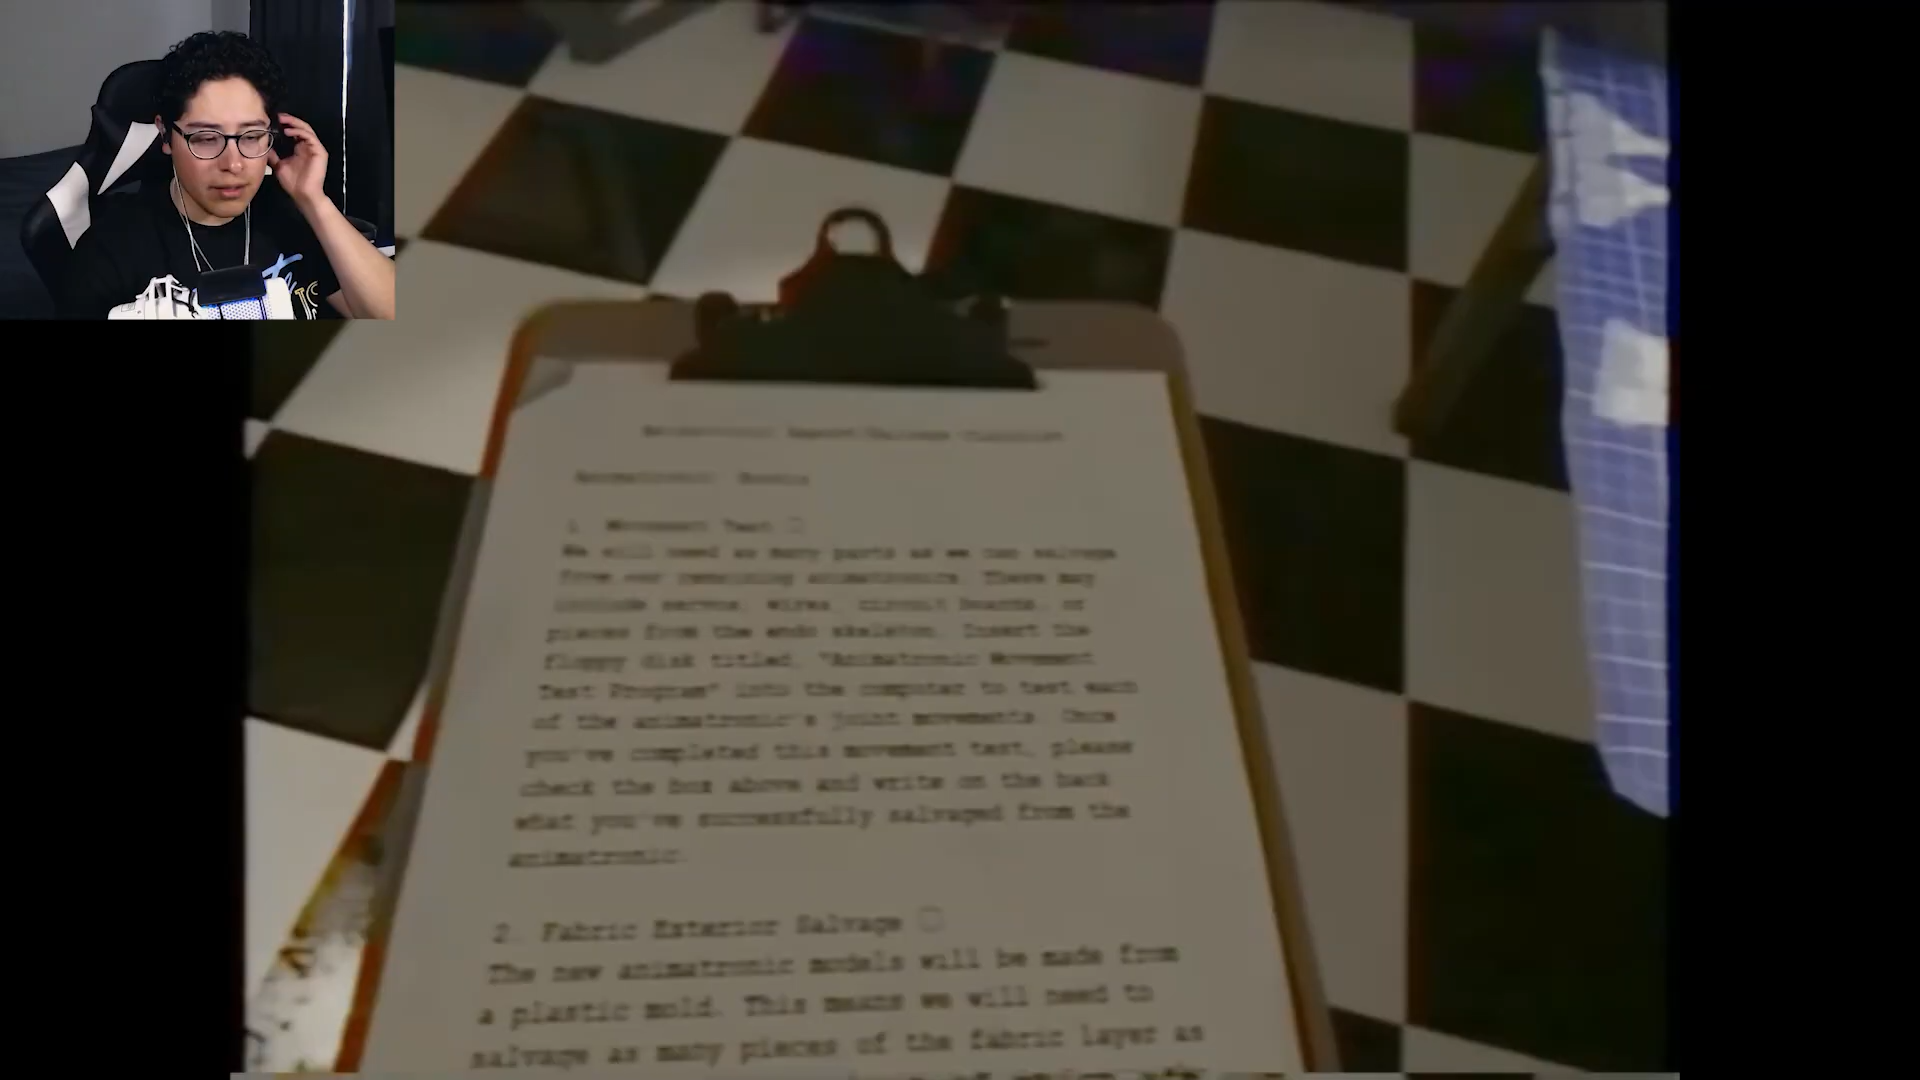 Animatronic: Bonnie
1. Movement Test
We will need as many parts as we can salvage
from our remaining animatronics. These may
include servos, wires, circuit boards, or
pieces from the endo skeleton. Insert the
floppy disk titled, "Animatronic Movement
Test Program" into the computer to test each
of the animatronic's joint movements. Once
you've completed this movement test, please
check the box above and write on the back
what you've successfully salvaged from the
animatronic.
2. Fabric Exterior Salvage
The new animatronic models will be made from
a plastic mold. This means we will need to
salvage as many pieces of the fabric layer as